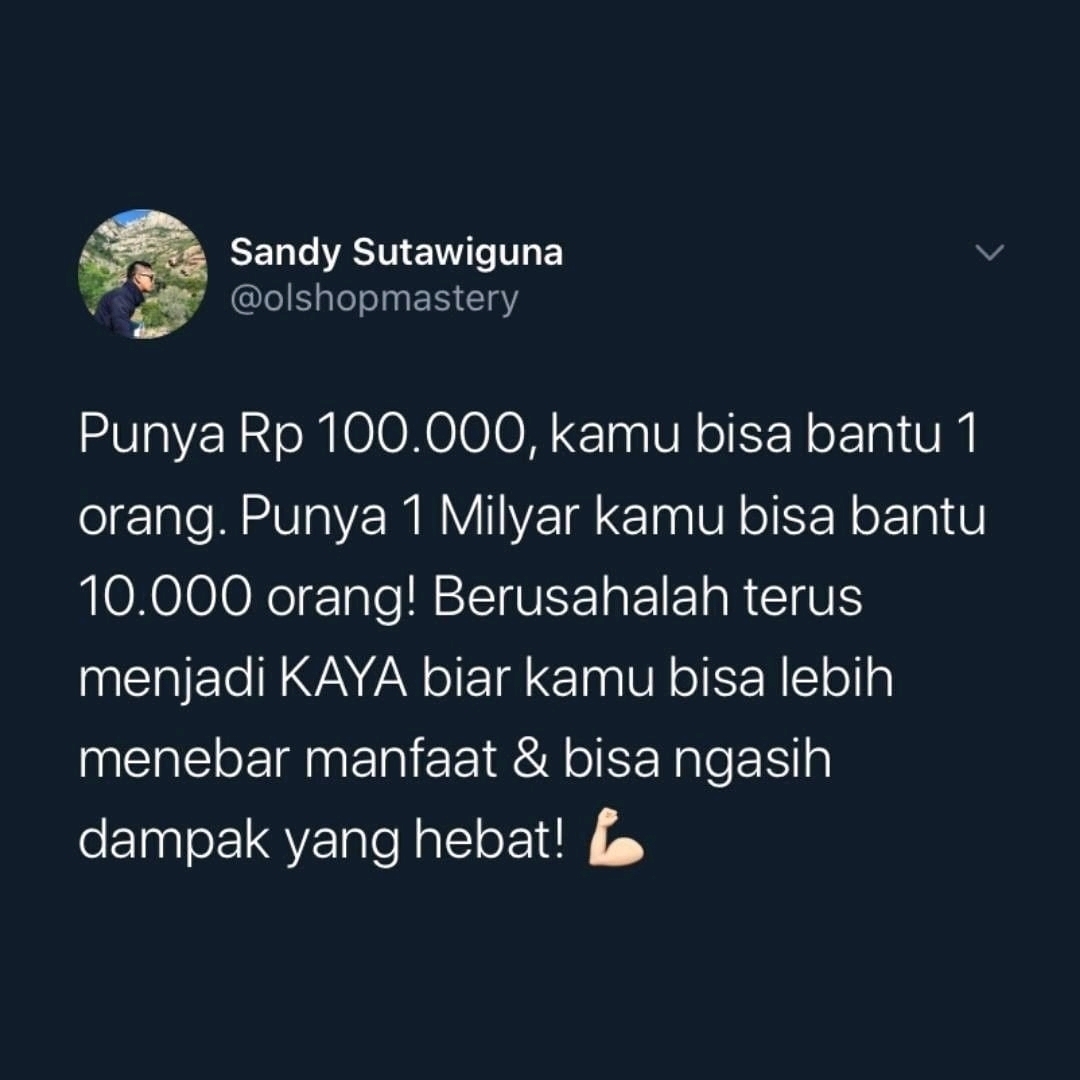 Sandy Sutawiguna
@olshopmastery
Punya Rp 100.000, kamu bisa bantu 1
orang. Punya 1 Milyar kamu bisa bantu
10.000 orang! Berusahalah terus
menjadi KAYA biar kamu bisa lebih
menebar manfaat & bisa ngasih
dampak yang hebat! 💪🏻